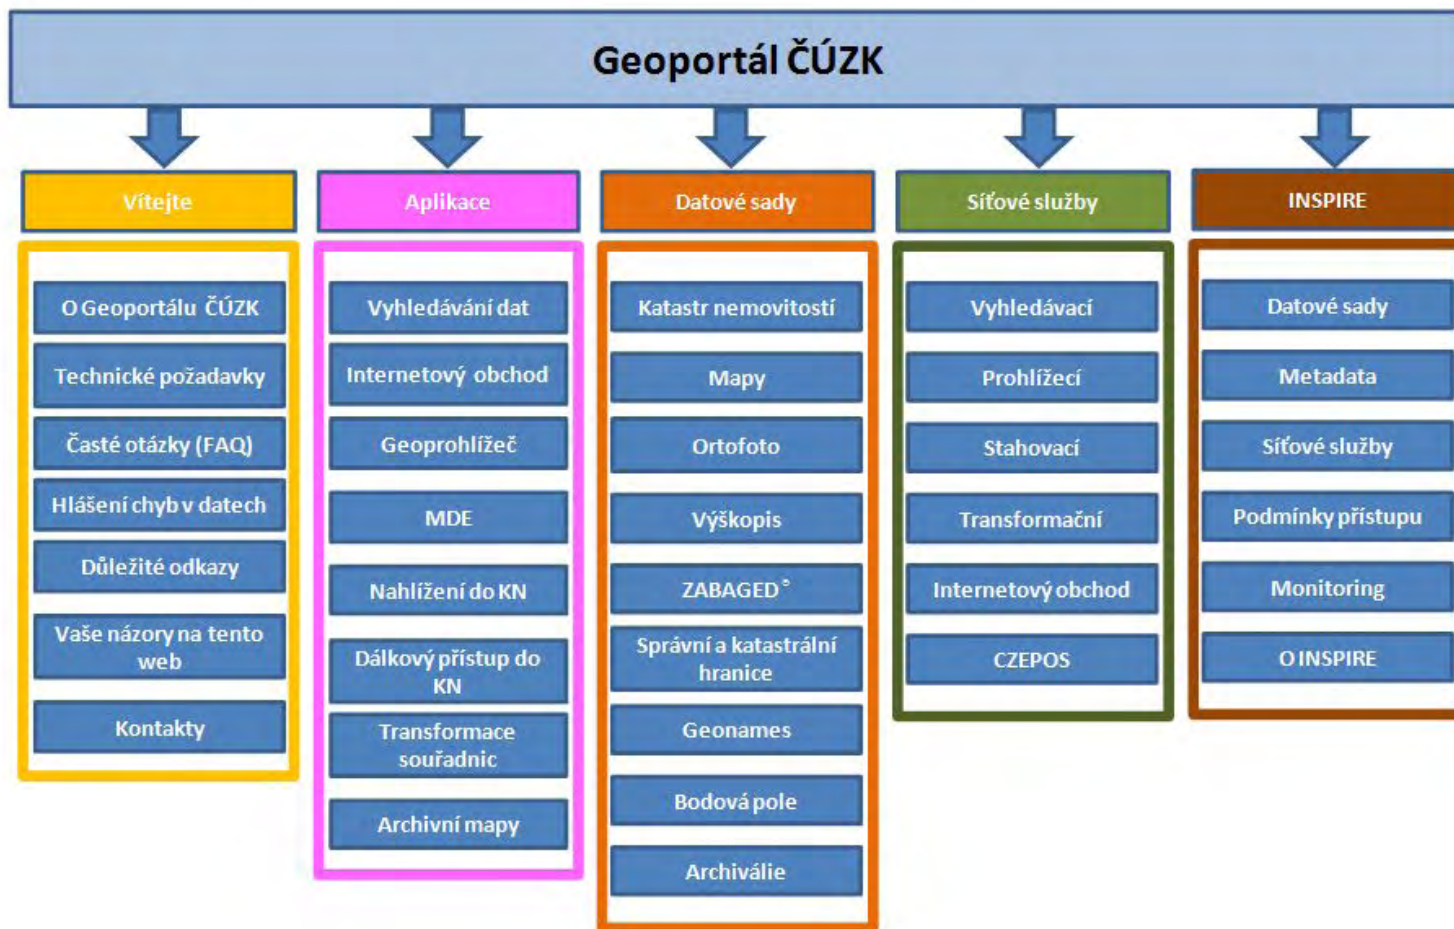 Geoportál ČÚZK
Vítejte
O Geoportálu ČÚZK
Technické požadavky
Časté otázky (FAQ)
Hlášení chyb v datech
Důležité odkazy
Vaše názory na tento
web
Kontakty
Aplikace
Vyhledávání dat
Internetový obchod
Geoprohlížeč
MDE
Nahlížení do KN
Dálkový přístup do
KN
Transformace
souřadnic
Archivní mapy
Datové sady
Katastr nemovitostí
Mapy
Ortofoto
Výškopis
ZABAGED®
Správní a katastrální
hranice
Geonames
Bodová pole
Archiválie
Síťové služby
Vyhledávací
Prohlížecí
Stahovací
Transformační
Internetový obchod
CZEPOS
INSPIRE
Datové sady
Metadata
Síťové služby
Podmínky přístupu
Monitoring
O INSPIRE